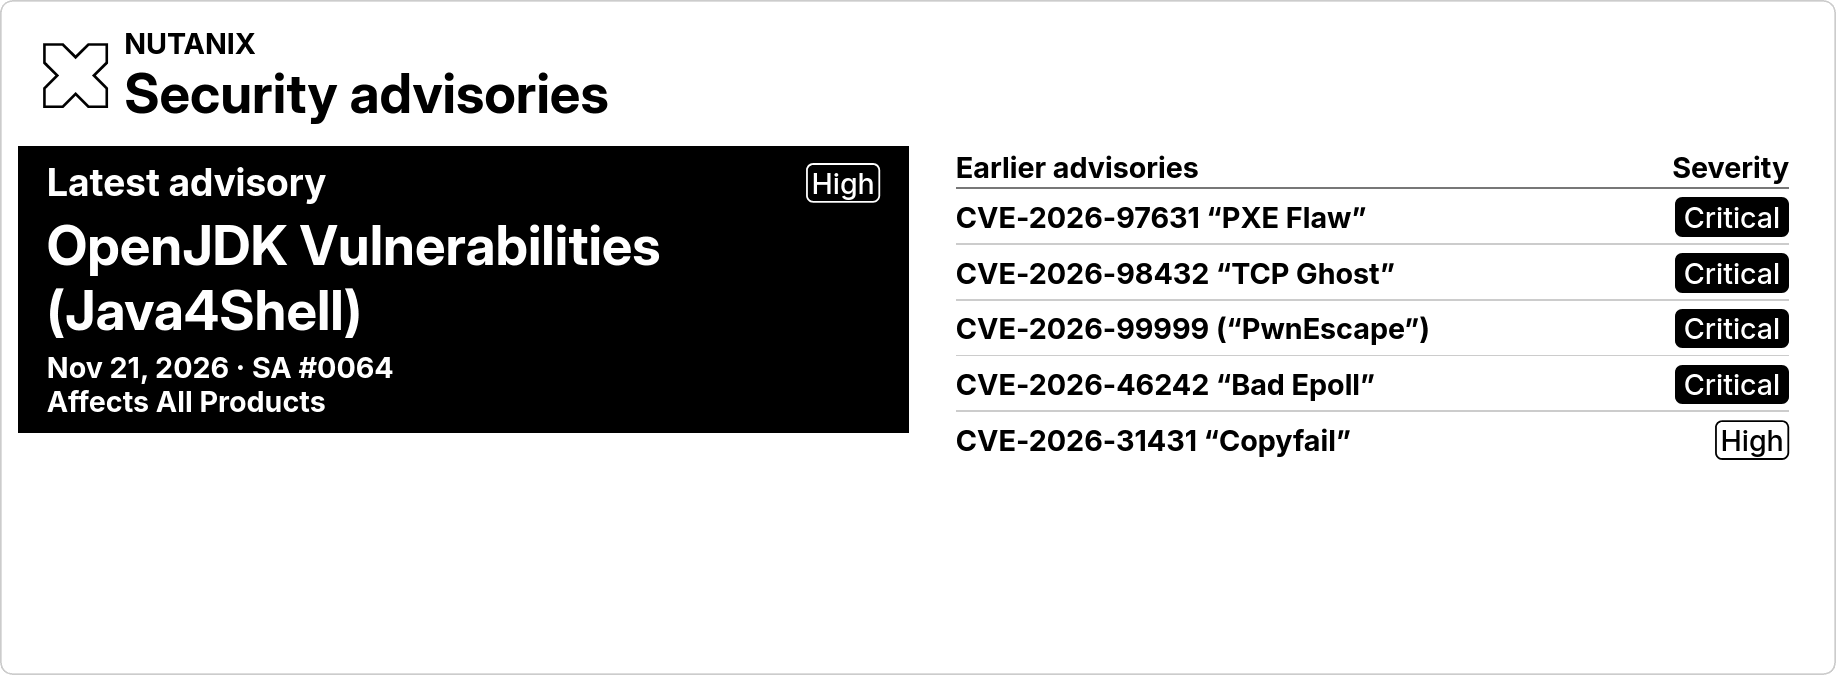 NUTANIX
Security advisories
Latest advisory
High
OpenJDK Vulnerabilities
(Java4Shell)
Nov 21, 2026 · SA #0064
Affects All Products
Earlier advisories Severity
CVE-2026-97631 “PXE Flaw” Critical
CVE-2026-98432 “TCP Ghost” Critical
CVE-2026-99999 (“PwnEscape”) Critical
CVE-2026-46242 “Bad Epoll” Critical
CVE-2026-31431 “Copyfail” High